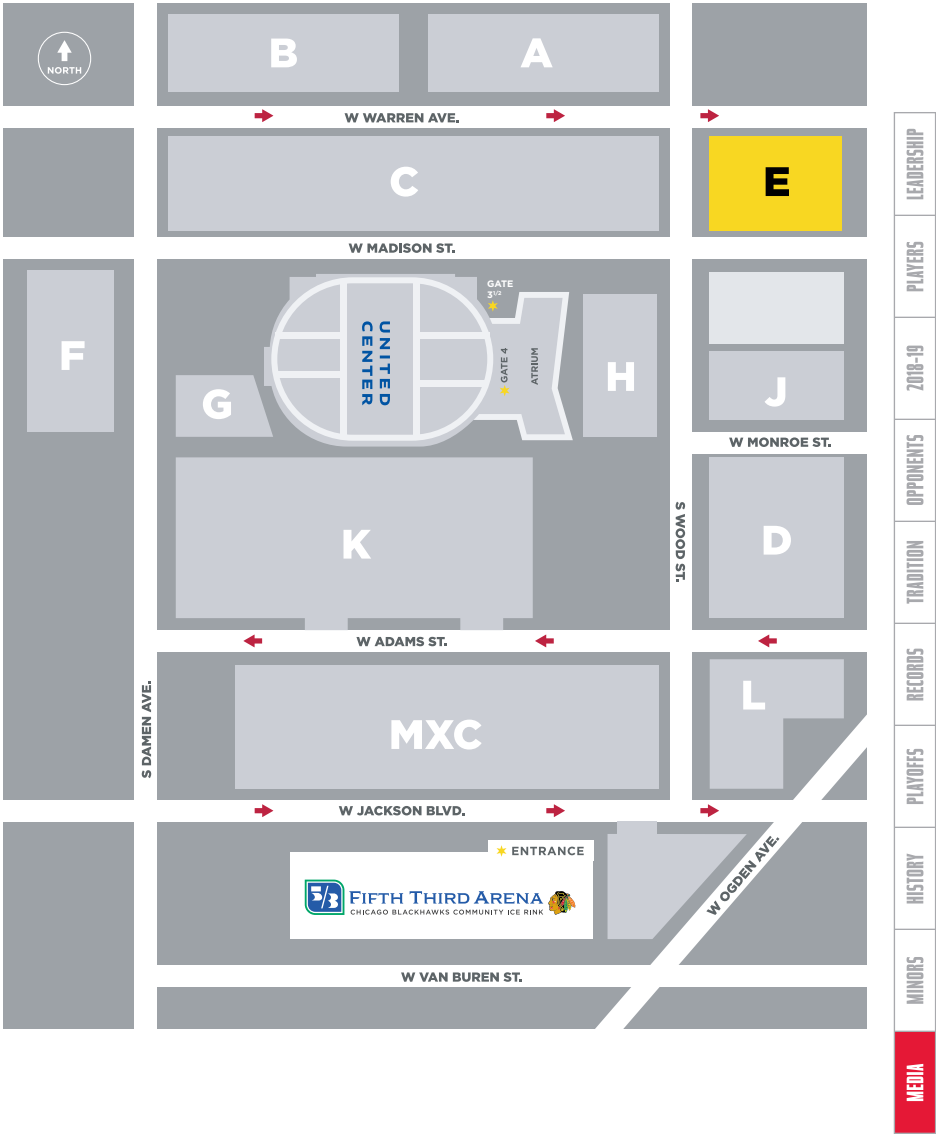 NORTH
B
A
W WARREN AVE.
C
E
W MADISON ST.
F
G
UNITED
CENTER
GATE
3 1/2
GATE 4
ATRIUM
H
J
W MONROE ST.
K
S WOOD ST.
D
W ADAMS ST.
S DAMEN AVE.
MXC
L
W JACKSON BLVD.
ENTRANCE
5/3 FIFTH THIRD ARENA
CHICAGO BLACKHAWKS COMMUNITY ICE RINK
W OGDEN AVE.
W VAN BUREN ST.
LEADERSHIP
PLAYERS
2018-19
OPPONENTS
TRADITION
RECORDS
PLAYOFFS
HISTORY
MINORS
MEDIA